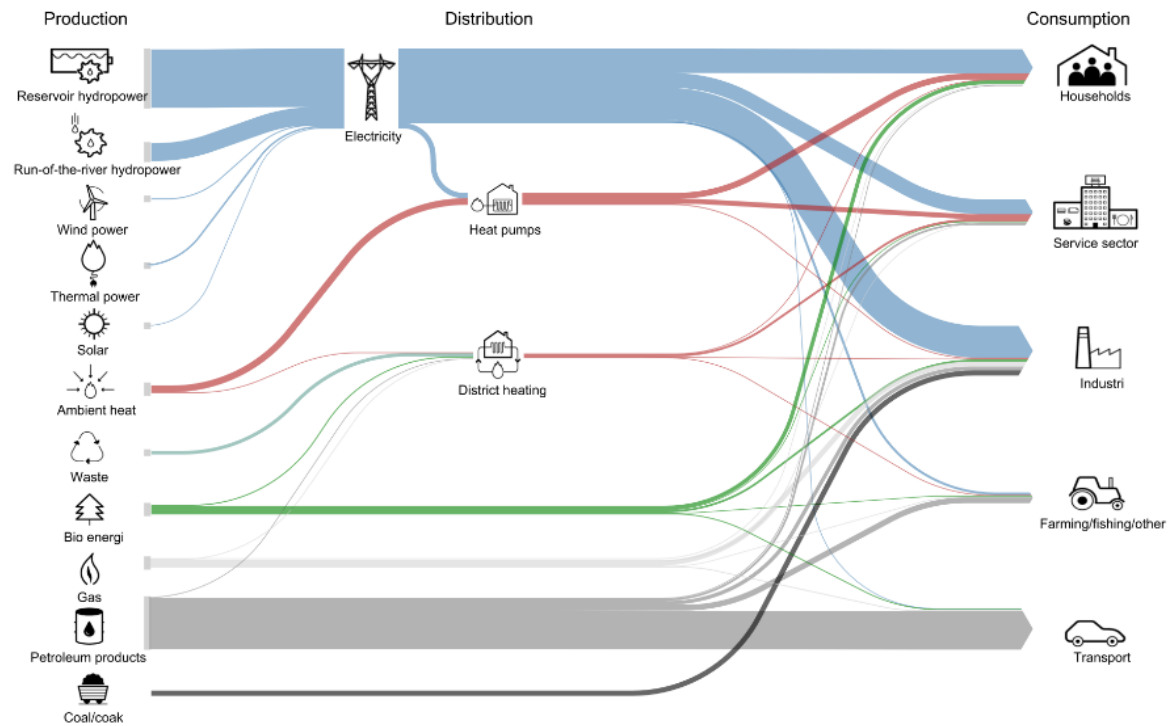 Production
Distribution
Consumption
Reservoir hydropower
Run-of-the-river hydropower
Wind power
Thermal power
Solar
Ambient heat
Waste
Bio energi
Gas
Petroleum products
Coal/coak
Electricity
Heat pumps
District heating
Households
Service sector
Industri
Farming/fishing/other
Transport